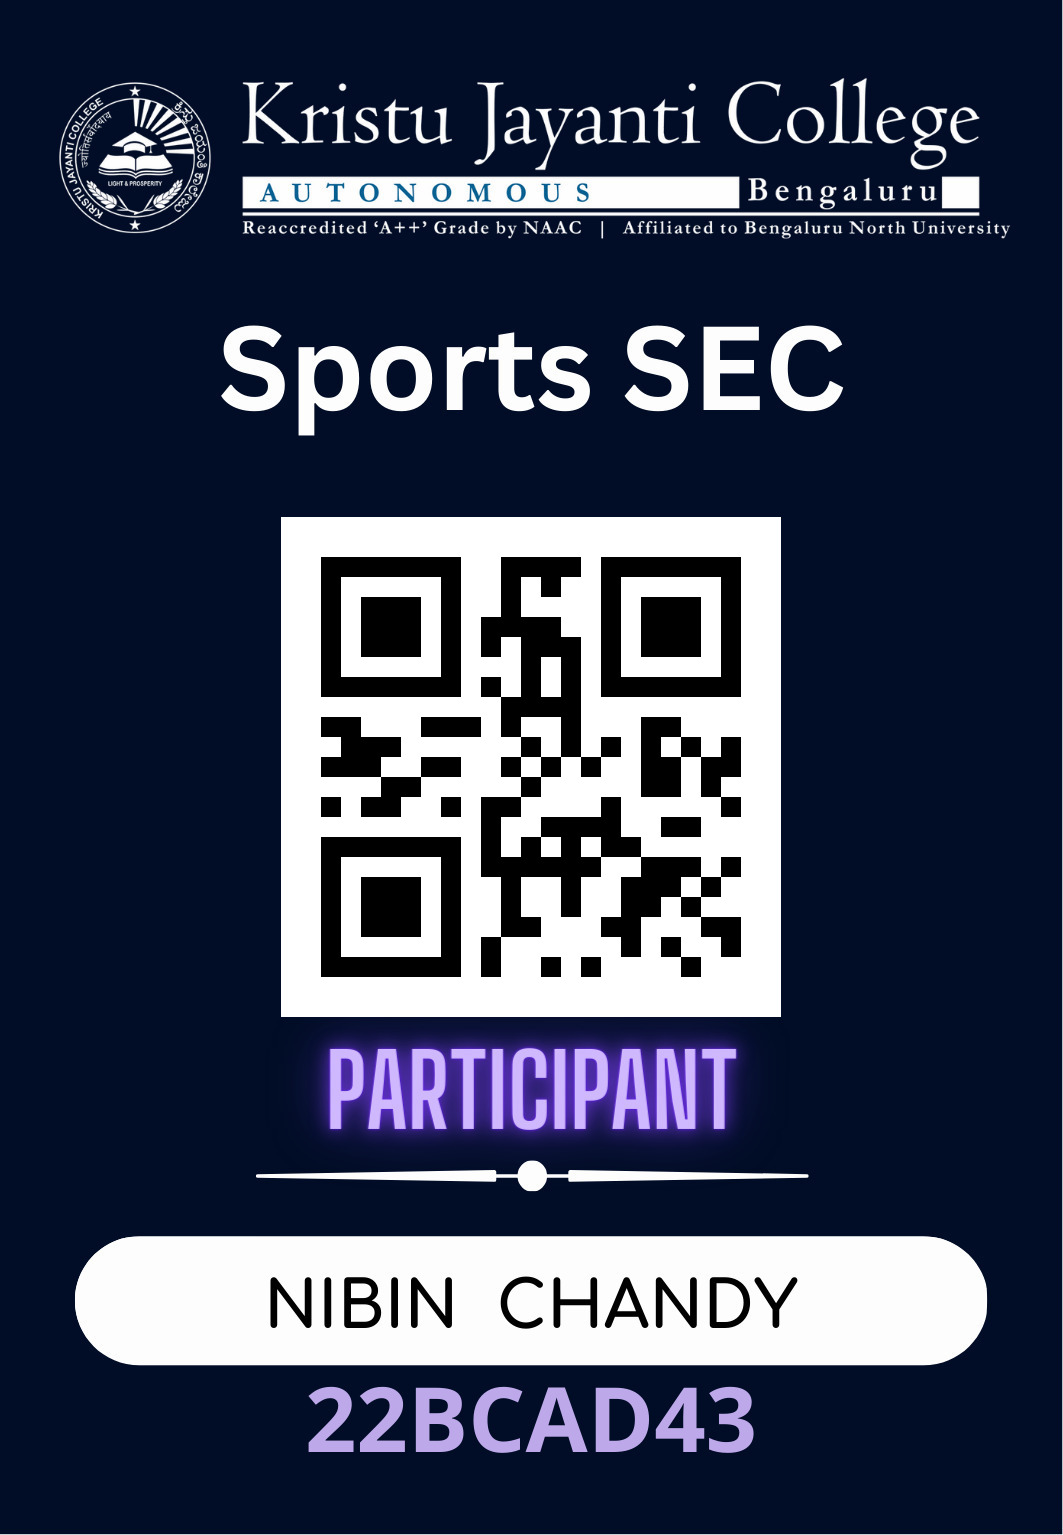 Kristu Jayanti College
AUTONOMOUS Bengaluru
Reaccredited ‘A++’ Grade by NAAC | Affiliated to Bengaluru North University
KRISTU JAYANTI COLLEGE
ಕ್ರಿಸ್ತು ಜಯಂತಿ ಕಾಲೇಜು
LIGHT & PROSPERITY
Sports SEC
PARTICIPANT
NIBIN CHANDY
22BCAD43